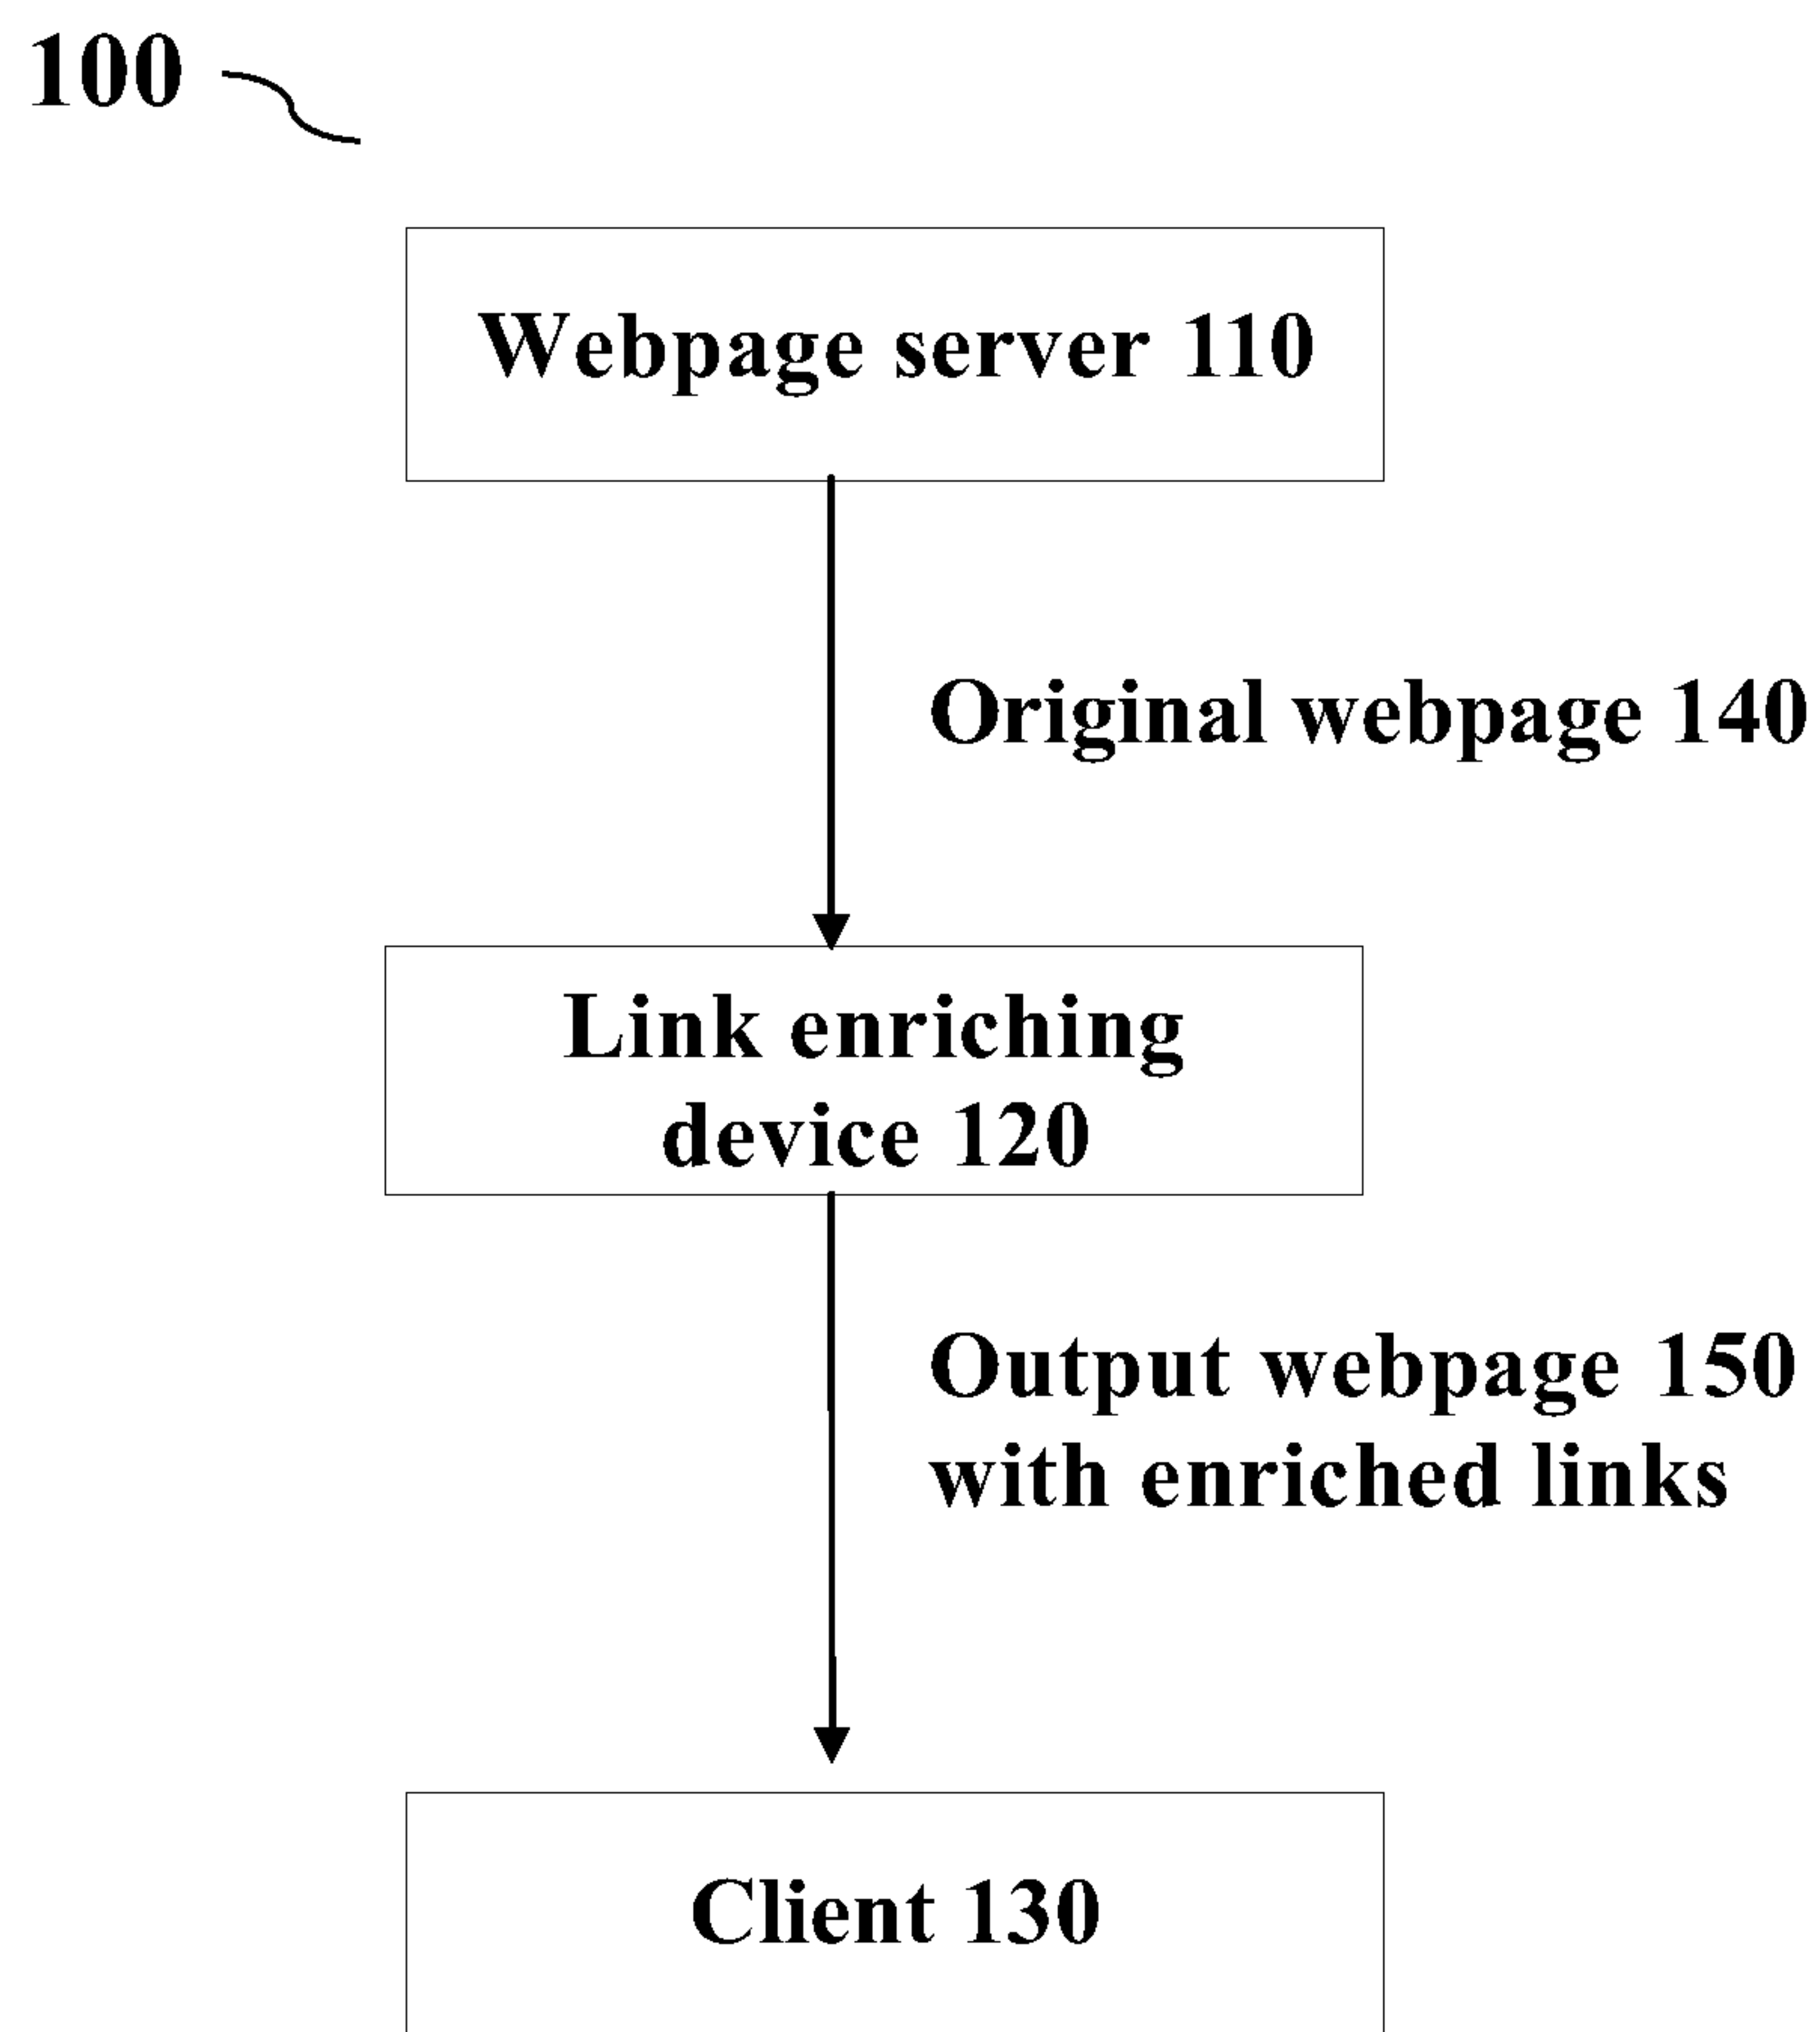 100
Webpage server 110
Original webpage 140
Link enriching
device 120
Output webpage 150
with enriched links
Client 130